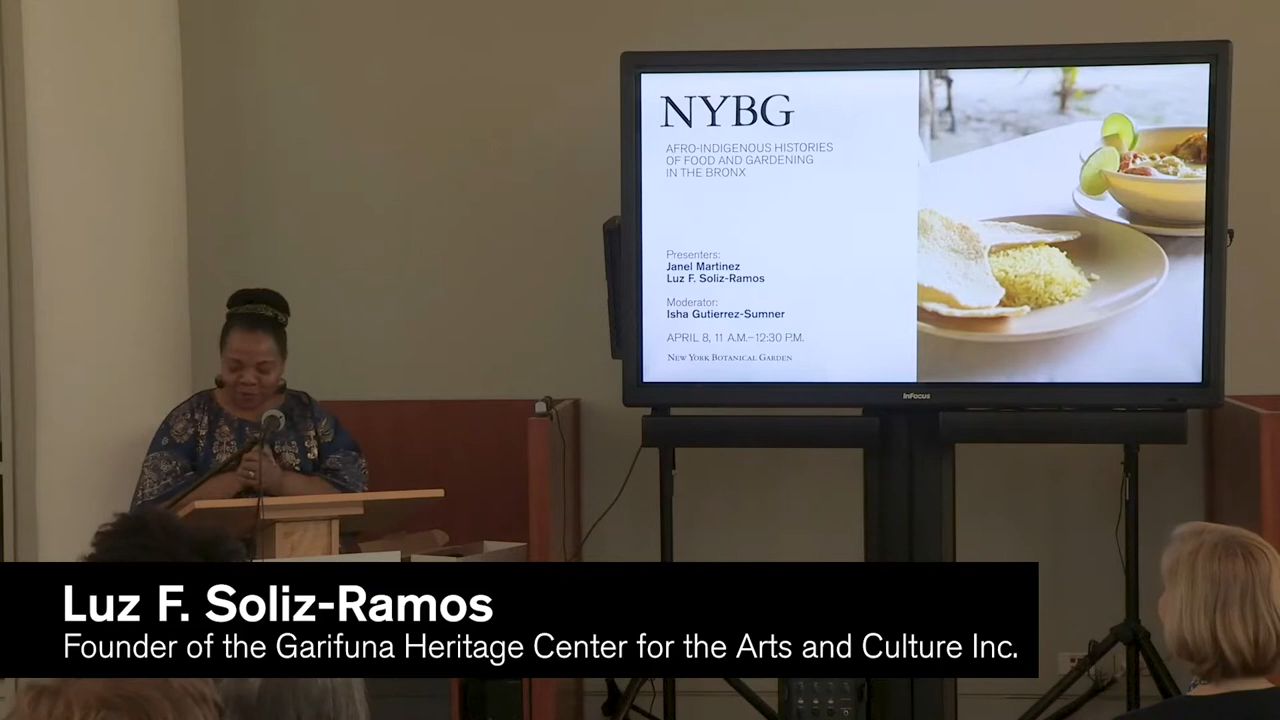 NYBG
AFRO-INDIGENOUS HISTORIES
OF FOOD AND GARDENING
IN THE BRONX
Presenters:
Janel Martinez
Luz F. Soliz-Ramos
Moderator:
Isha Gutierrez-Sumner
APRIL 8, 11 A.M.–12:30 P.M.
NEW YORK BOTANICAL GARDEN
InFocus
Luz F. Soliz-Ramos
Founder of the Garifuna Heritage Center for the Arts and Culture Inc.